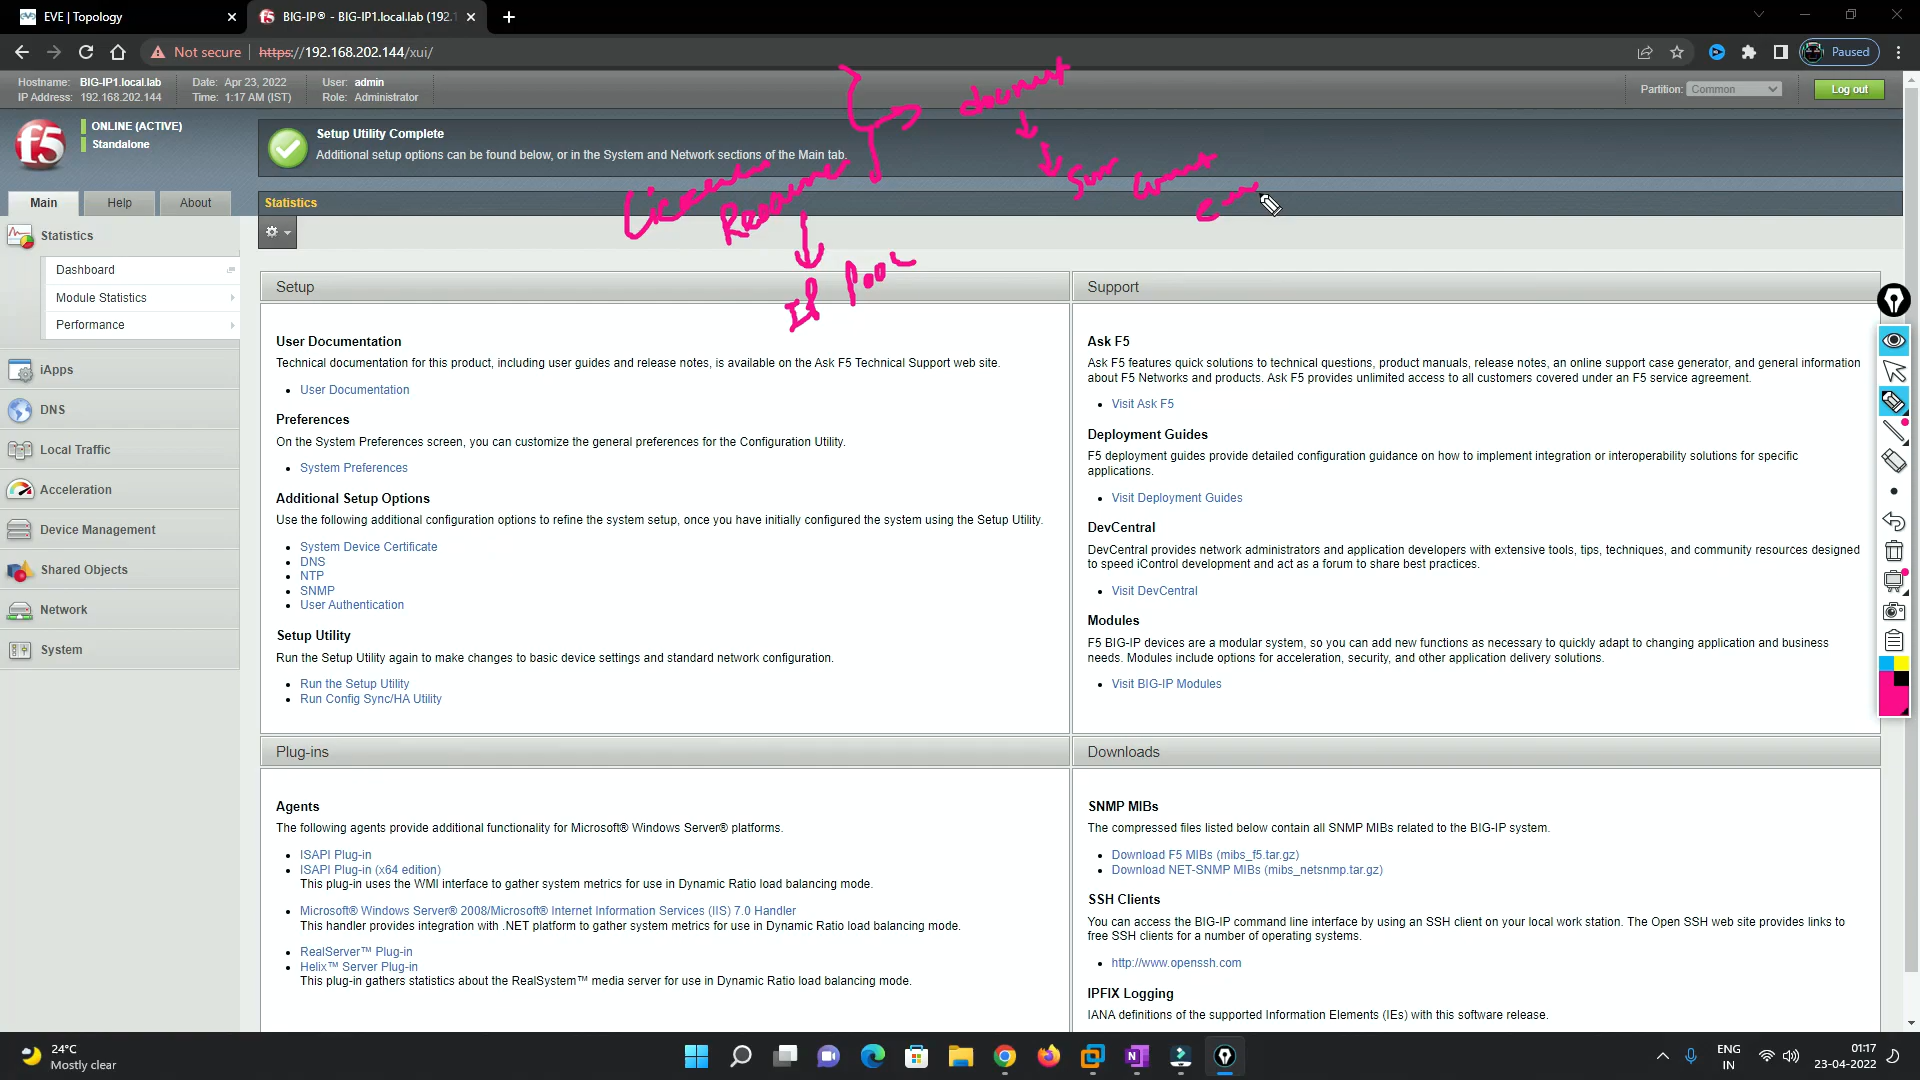 EVE | Topology
BIG-IP® - BIG-IP1.local.lab (192.1
Not secure
https://192.168.202.144/xui/
Paused
Hostname: BIG-IP1.local.lab
IP Address: 192.168.202.144
Date: Apr 23, 2022
Time: 1:17 AM (IST)
User: admin
Role: Administrator
Partition: Common
Log out
f5
ONLINE (ACTIVE)
Standalone
Setup Utility Complete
Additional setup options can be found below, or in the System and Network sections of the Main tab.
Main
Help
About
Statistics
Statistics
Dashboard
Module Statistics
Performance
iApps
DNS
Local Traffic
Acceleration
Device Management
Shared Objects
Network
System
Setup
User Documentation
Technical documentation for this product, including user guides and release notes, is available on the Ask F5 Technical Support web site.
User Documentation
Preferences
On the System Preferences screen, you can customize the general preferences for the Configuration Utility.
System Preferences
Additional Setup Options
Use the following additional configuration options to refine the system setup, once you have initially configured the system using the Setup Utility.
System Device Certificate
DNS
NTP
SNMP
User Authentication
Setup Utility
Run the Setup Utility again to make changes to basic device settings and standard network configuration.
Run the Setup Utility
Run Config Sync/HA Utility
Support
Ask F5
Ask F5 features quick solutions to technical questions, product manuals, release notes, an online support case generator, and general information
about F5 Networks and products. Ask F5 provides unlimited access to all customers covered under an F5 service agreement.
Visit Ask F5
Deployment Guides
F5 deployment guides provide detailed configuration guidance on how to implement integration or interoperability solutions for specific
applications.
Visit Deployment Guides
DevCentral
DevCentral provides network administrators and application developers with extensive tools, tips, techniques, and community resources designed
to speed iControl development and act as a forum to share best practices.
Visit DevCentral
Modules
F5 BIG-IP devices are a modular system, so you can add new functions as necessary to quickly adapt to changing application and business
needs. Modules include options for acceleration, security, and other application delivery solutions.
Visit BIG-IP Modules
Plug-ins
Agents
The following agents provide additional functionality for Microsoft® Windows Server® platforms.
ISAPI Plug-in
ISAPI Plug-in (x64 edition)
This plug-in uses the WMI interface to gather system metrics for use in Dynamic Ratio load balancing mode.
Microsoft® Windows Server® 2008/Microsoft® Internet Information Services (IIS) 7.0 Handler
This handler provides integration with .NET platform to gather system metrics for use in Dynamic Ratio load balancing mode.
RealServer™ Plug-in
Helix™ Server Plug-in
This plug-in gathers statistics about the RealSystem™ media server for use in Dynamic Ratio load balancing mode.
Downloads
SNMP MIBs
The compressed files listed below contain all SNMP MIBs related to the BIG-IP system.
Download F5 MIBs (mibs_f5.tar.gz)
Download NET-SNMP MIBs (mibs_netsnmp.tar.gz)
SSH Clients
You can access the BIG-IP command line interface by using an SSH client on your local work station. The Open SSH web site provides links to
free SSH clients for a number of operating systems.
http://www.openssh.com
IPFIX Logging
IANA definitions of the supported Information Elements (IEs) with this software release.
24°C
Mostly clear
ENG
IN
01:17
23-04-2022